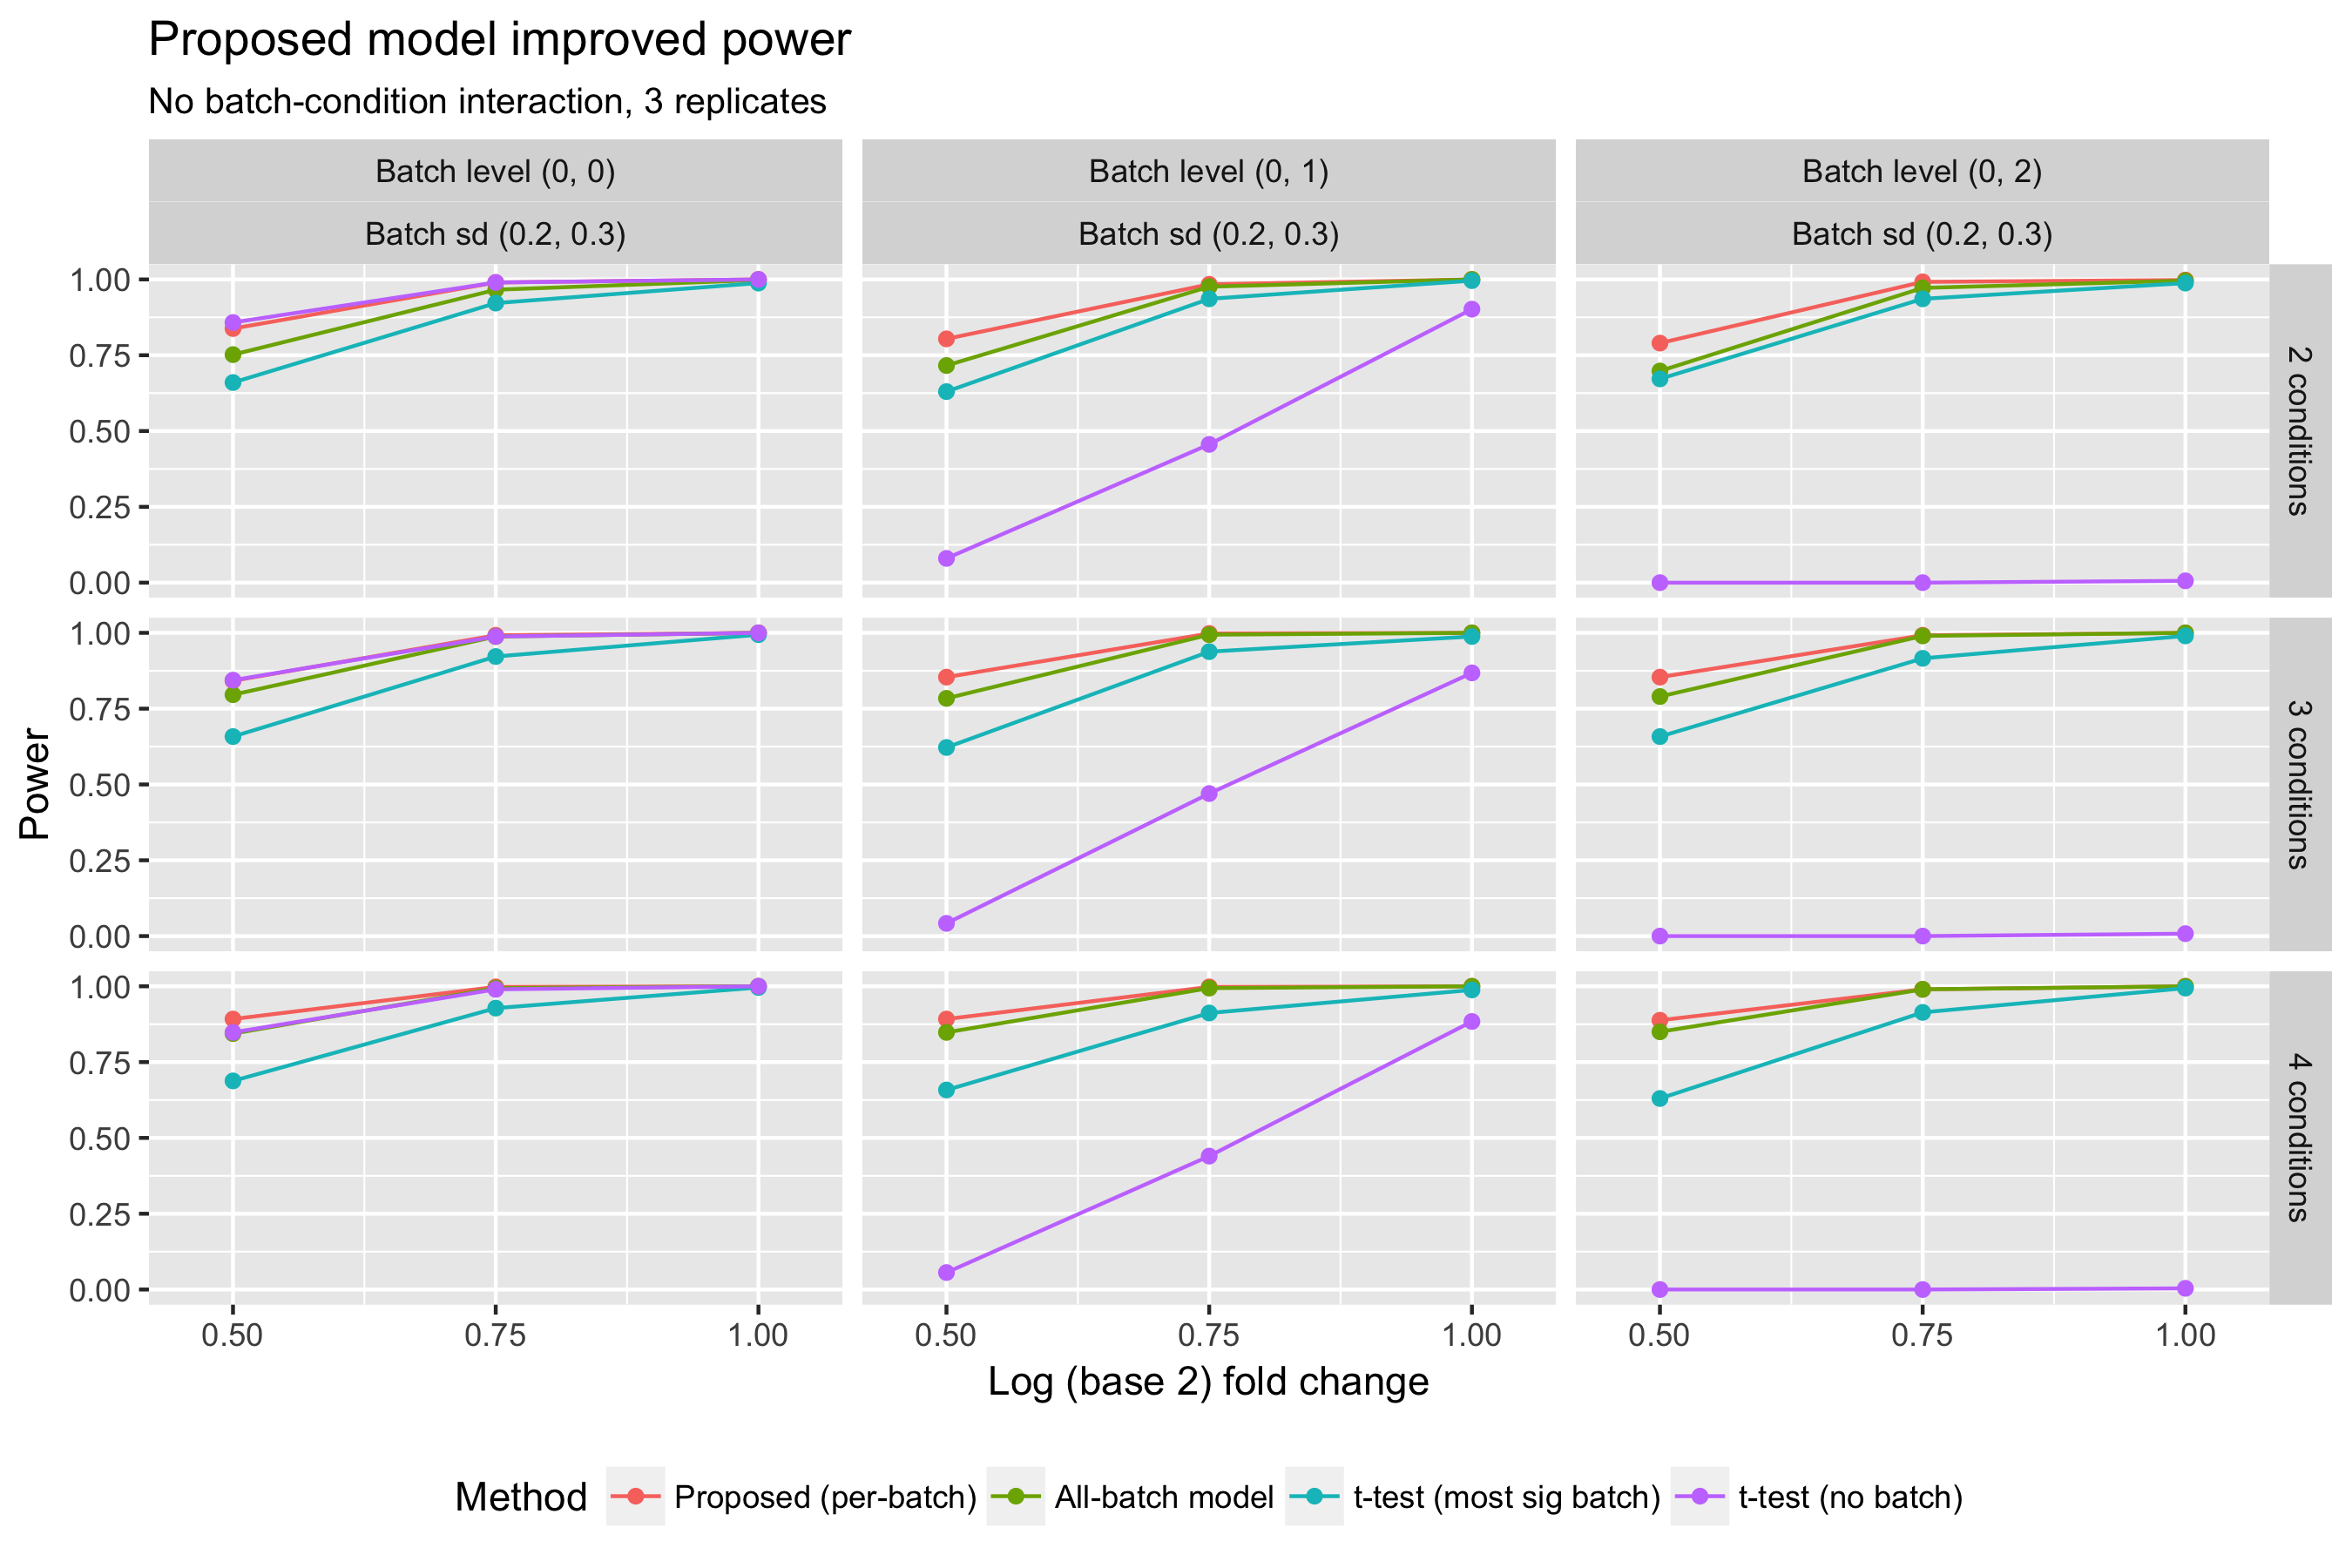 Proposed model improved power
No batch-condition interaction, 3 replicates
Batch level (0, 0)
Batch level (0, 1)
Batch level (0, 2)
Batch sd (0.2, 0.3)
Batch sd (0.2, 0.3)
Batch sd (0.2, 0.3)
1.00
0.75
0.50
0.25
0.00
2 conditions
1.00
0.75
0.50
0.25
0.00
3 conditions
1.00
0.75
0.50
0.25
0.00
4 conditions
Power
0.50
0.75
1.00
0.50
0.75
1.00
0.50
0.75
1.00
Log (base 2) fold change
Method
Proposed (per-batch)
All-batch model
t-test (most sig batch)
t-test (no batch)